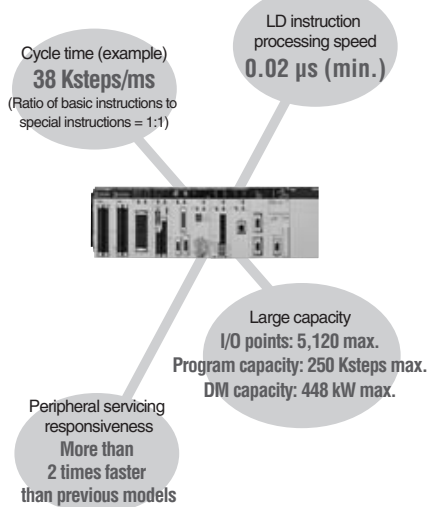 Cycle time (example)
38 Ksteps/ms
(Ratio of basic instructions to
special instructions = 1:1)
LD instruction
processing speed
0.02 µs (min.)
Large capacity
I/O points: 5,120 max.
Program capacity: 250 Ksteps max.
DM capacity: 448 kW max.
Peripheral servicing
responsiveness
More than
2 times faster
than previous models